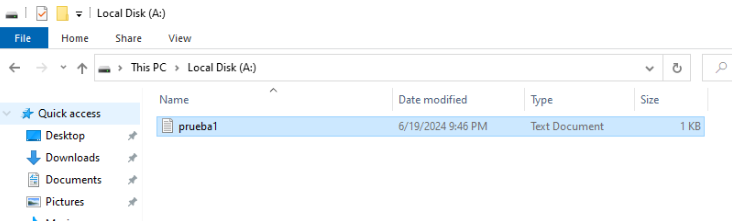 Local Disk (A:)
File Home Share View
This PC > Local Disk (A:)
Name Date modified Type Size
Quick access
prueba1 6/19/2024 9:46 PM Text Document 1 KB
Desktop
Downloads
Documents
Pictures